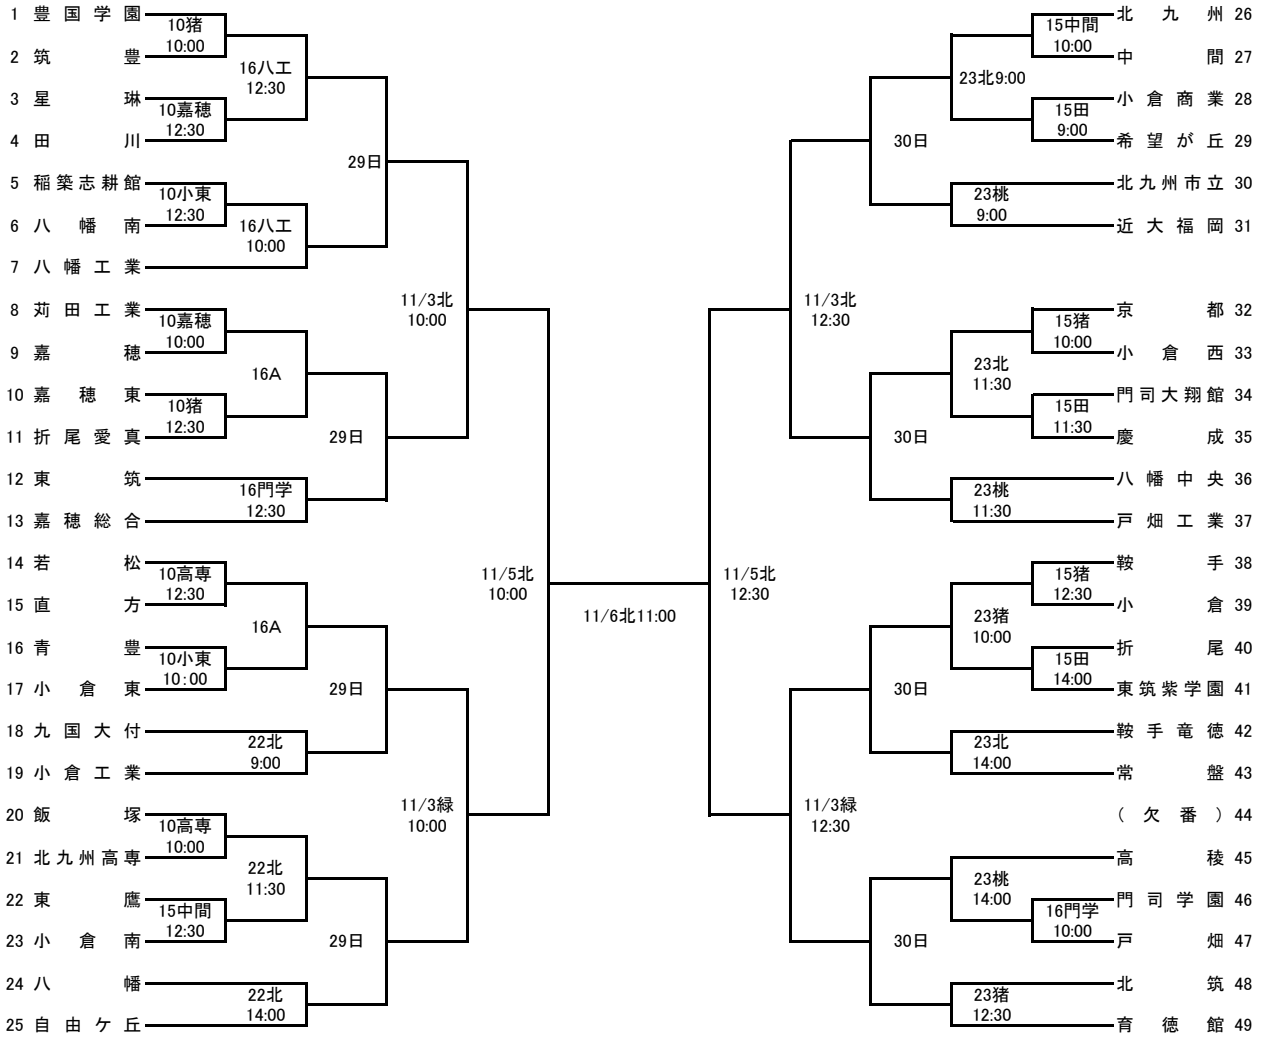 1 豊国学園
10猪
10:00
2 筑豊
16八工
12:30
3 星琳
10嘉穂
12:30
4 田川
29日
5 稲築志耕館
10小東
12:30
6 八幡南
16八工
10:00
7 八幡工業
11/3北
10:00
8 苅田工業
10嘉穂
10:00
9 嘉穂
16A
10 嘉穂東
10猪
12:30
11 折尾愛真
29日
12 東筑
16門学
12:30
13 嘉穂総合
14 若松
10高専
12:30
15 直方
16A
16 青豊
10小東
10:00
17 小倉東
29日
18 九国大付
22北
9:00
19 小倉工業
11/3緑
10:00
20 飯塚
10高専
10:00
21 北九州高専
22北
11:30
22 東鷹
15中間
12:30
23 小倉南
29日
24 八幡
22北
14:00
25 自由ケ丘
11/5北
10:00
11/6北11:00
11/5北
12:30
北九州 26
15中間
10:00
中間 27
23北9:00
小倉商業 28
15田
9:00
希望が丘 29
30日
北九州市立 30
23桃
9:00
近大福岡 31
11/3北
12:30
京都 32
15猪
10:00
小倉西 33
23北
11:30
門司大翔館 34
15田
11:30
慶成 35
30日
八幡中央 36
23桃
11:30
戸畑工業 37
鞍手 38
15猪
12:30
小倉 39
23猪
10:00
折尾 40
15田
14:00
東筑紫学園 41
30日
鞍手竜徳 42
23北
14:00
常盤 43
11/3緑
12:30
(欠番) 44
高稜 45
23桃
14:00
門司学園 46
16門学
10:00
戸畑 47
30日
北筑 48
23猪
12:30
育徳館 49